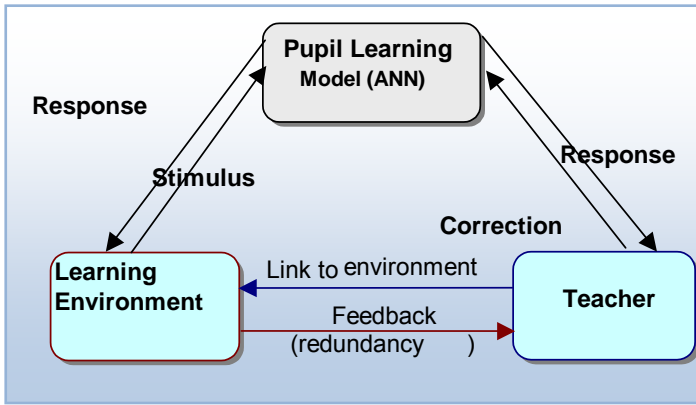 Pupil Learning
Model (ANN)
Response
Stimulus
Response
Correction
Learning
Environment
Link to environment
Teacher
Feedback
(redundancy )